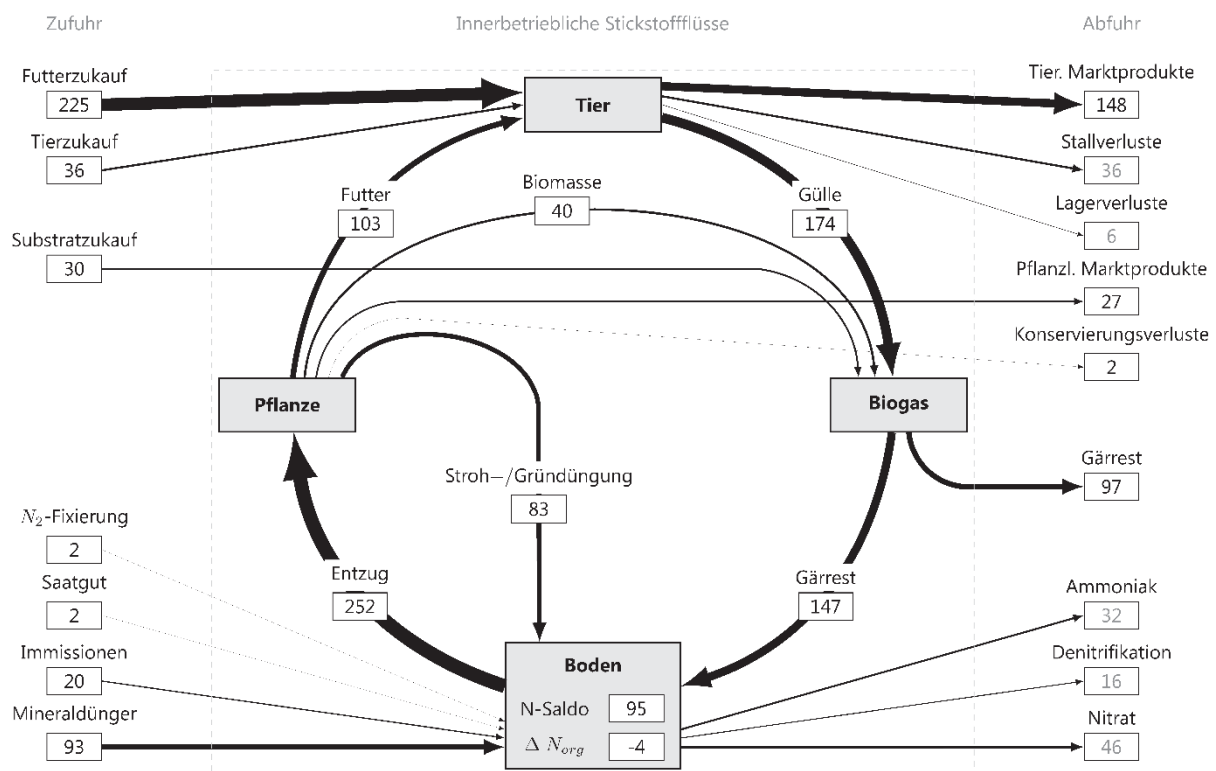 Zufuhr
Innerbetriebliche Stickstoffflüsse
Abfuhr
Futterzukauf
225
Tierzukauf
36
Substratzukauf
30
Tier
Tier. Marktprodukte
148
Stallverluste
36
Lagerverluste
6
Pflanzl. Marktprodukte
27
Konservierungsverluste
2
Futter
103
Biomasse
40
Gülle
174
Pflanze
Biogas
Stroh–/Gründüngung
83
Gärrest
97
N2-Fixierung
2
Saatgut
2
Immissionen
20
Mineraldünger
93
Entzug
252
Gärrest
147
Boden
N-Saldo 95
Δ Norg -4
Ammoniak
32
Denitrifikation
16
Nitrat
46